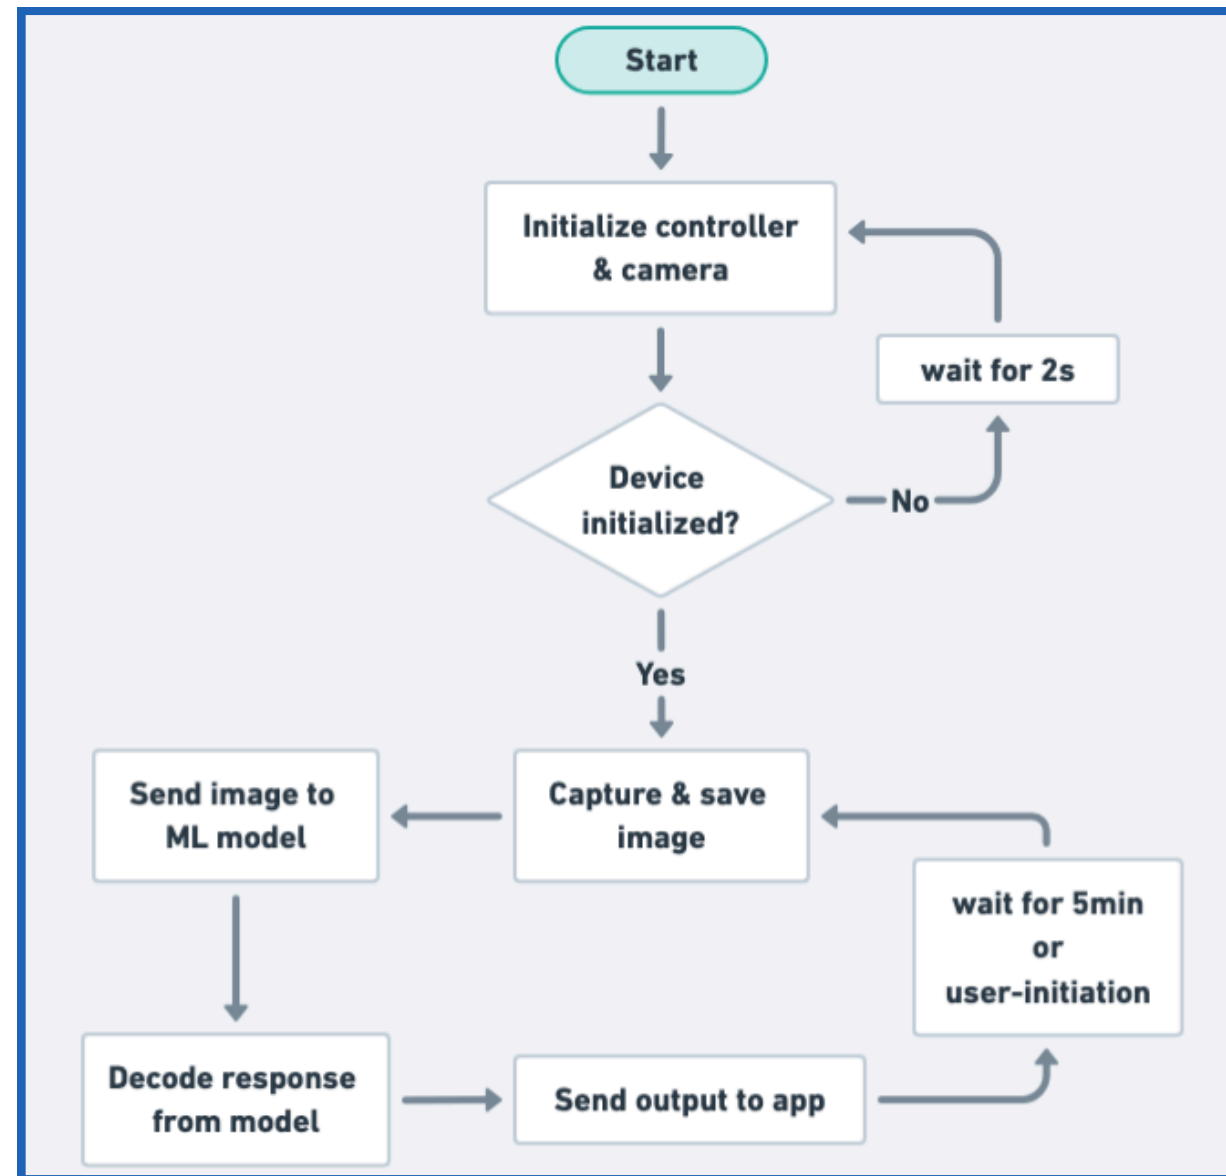 Start
Initialize controller
& camera
wait for 2s
Device
initialized?
No
Yes
Send image to
ML model
Capture & save
image
wait for 5min
or
user-initiation
Decode response
from model
Send output to app